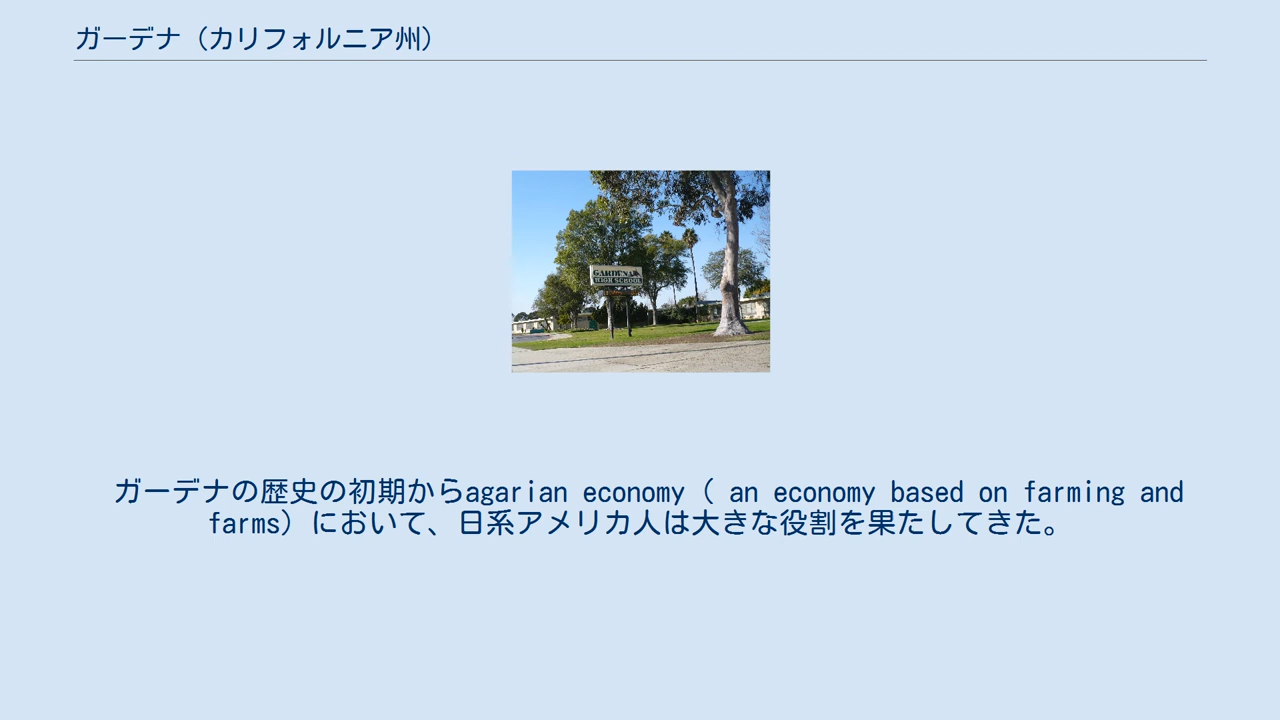 ガーデナ（カリフォルニア州）
GARDENA
HIGH SCHOOL
ガーデナの歴史の初期からagarian economy（ an economy based on farming and
farms）において、日系アメリカ人は大きな役割を果たしてきた。